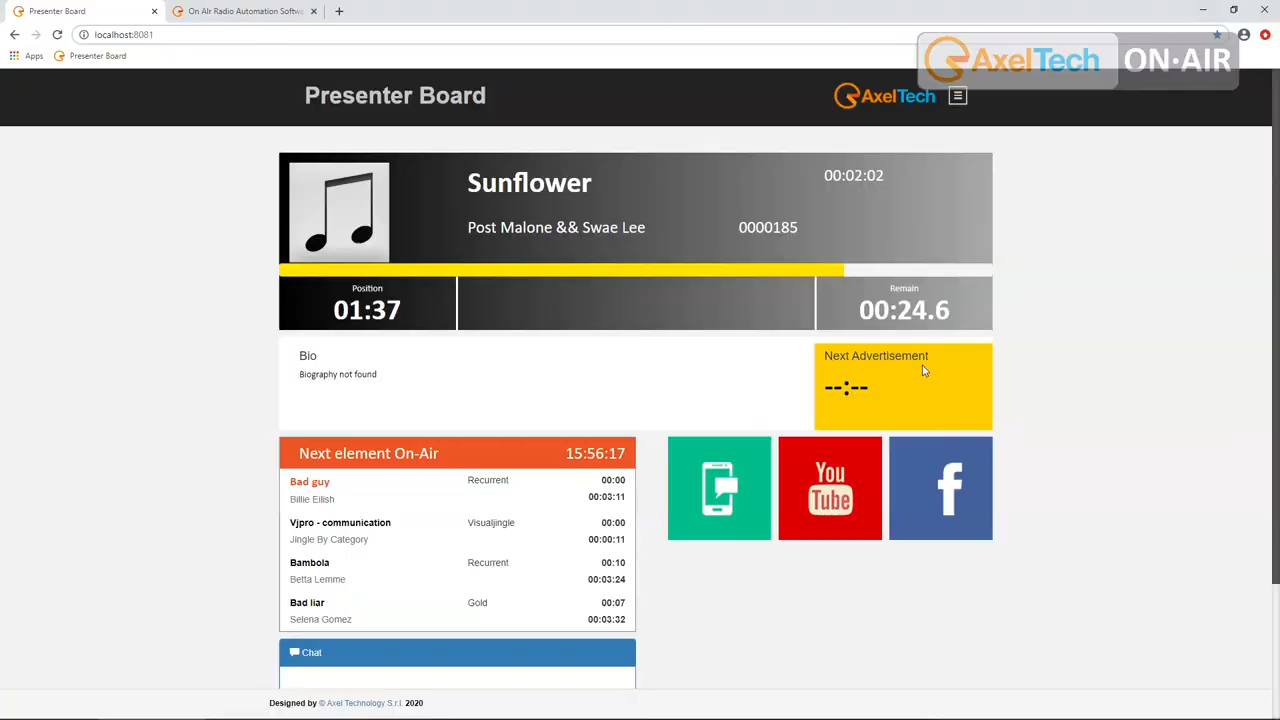 Presenter Board
On AIr Radio Automation Softwa
localhost:8081
Apps
Presenter Board
AxelTech ON·AIR
Presenter Board
AxelTech
Sunflower
00:02:02
Post Malone && Swae Lee
0000185
Position
01:37
Remain
00:24.6
Bio
Biography not found
Next Advertisement
--:--
Next element On-Air
15:56:17
Bad guy
Recurrent
00:00
Billie Eilish
00:03:11
Vjpro - communication
Visualjingle
00:00
Jingle By Category
00:00:11
Bambola
Recurrent
00:10
Betta Lemme
00:03:24
Bad liar
Gold
00:07
Selena Gomez
00:03:32
You
Tube
f
Chat
Designed by © Axel Technology S.r.l. 2020